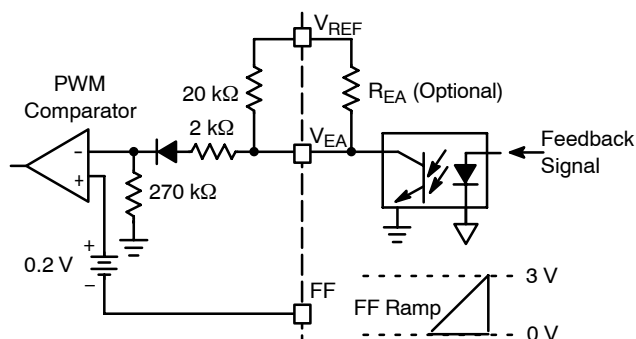 V_REF
PWM
Comparator
20 kΩ
R_EA (Optional)
2 kΩ
V_EA
Feedback
Signal
−
+
270 kΩ
+
0.2 V
−
FF
3 V
FF Ramp
0 V